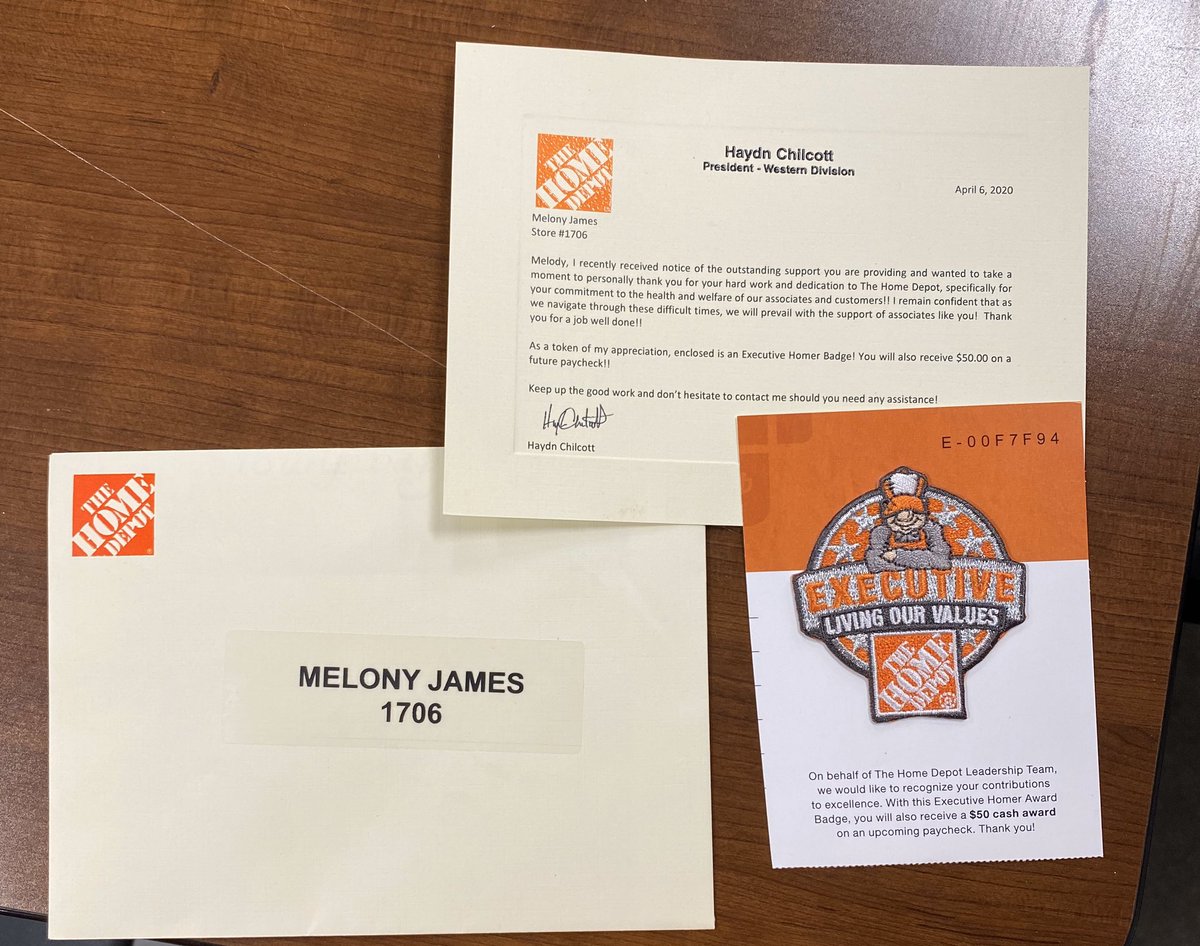 THE
HOME
DEPOT
Haydn Chilcott
President - Western Division
April 6, 2020
Melony James
Store #1706
Melody, I recently received notice of the outstanding support you are providing and wanted to take a
moment to personally thank you for your hard work and dedication to The Home Depot, specifically for
your commitment to the health and welfare of our associates and customers!! I remain confident that as
we navigate through these difficult times, we will prevail with the support of associates like you! Thank
you for a job well done!!
As a token of my appreciation, enclosed is an Executive Homer Badge! You will also receive $50.00 on a
future paycheck!!
Keep up the good work and don't hesitate to contact me should you need any assistance!
Haydn Chilcott
THE
HOME
DEPOT
®
MELONY JAMES
1706
E-00F7F94
EXECUTIVE
LIVING OUR VALUES
THE
HOME
DEPOT
®
On behalf of The Home Depot Leadership Team,
we would like to recognize your contributions
to excellence. With this Executive Homer Award
Badge, you will also receive a $50 cash award
on an upcoming paycheck. Thank you!